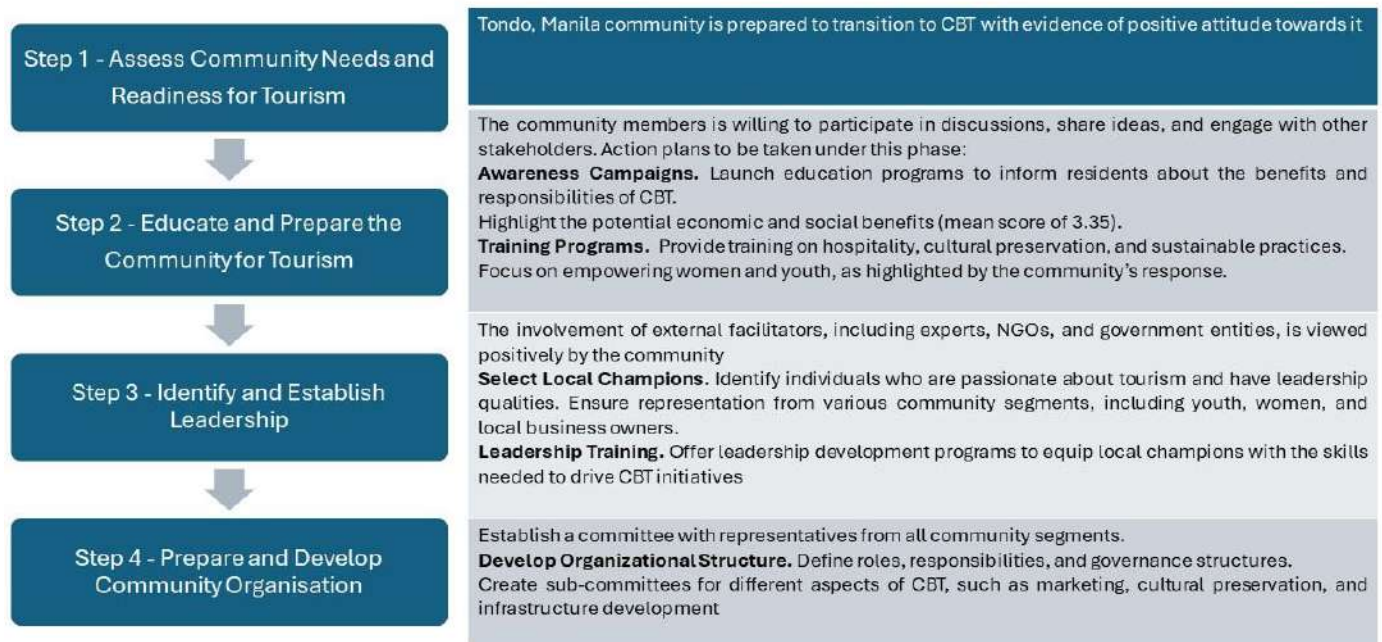 Step 1 - Assess Community Needs and
Readiness for Tourism
Tondo, Manila community is prepared to transition to CBT with evidence of positive attitude towards it
Step 2 - Educate and Prepare the
Community for Tourism
The community members is willing to participate in discussions, share ideas, and engage with other
stakeholders. Action plans to be taken under this phase:
Awareness Campaigns. Launch education programs to inform residents about the benefits and
responsibilities of CBT.
Highlight the potential economic and social benefits (mean score of 3.35).
Training Programs. Provide training on hospitality, cultural preservation, and sustainable practices.
Focus on empowering women and youth, as highlighted by the community's response.
Step 3 - Identify and Establish
Leadership
The involvement of external facilitators, including experts, NGOs, and government entities, is viewed
positively by the community
Select Local Champions. Identify individuals who are passionate about tourism and have leadership
qualities. Ensure representation from various community segments, including youth, women, and
local business owners.
Leadership Training. Offer leadership development programs to equip local champions with the skills
needed to drive CBT initiatives
Step 4 - Prepare and Develop
Community Organisation
Establish a committee with representatives from all community segments.
Develop Organizational Structure. Define roles, responsibilities, and governance structures.
Create sub-committees for different aspects of CBT, such as marketing, cultural preservation, and
infrastructure development